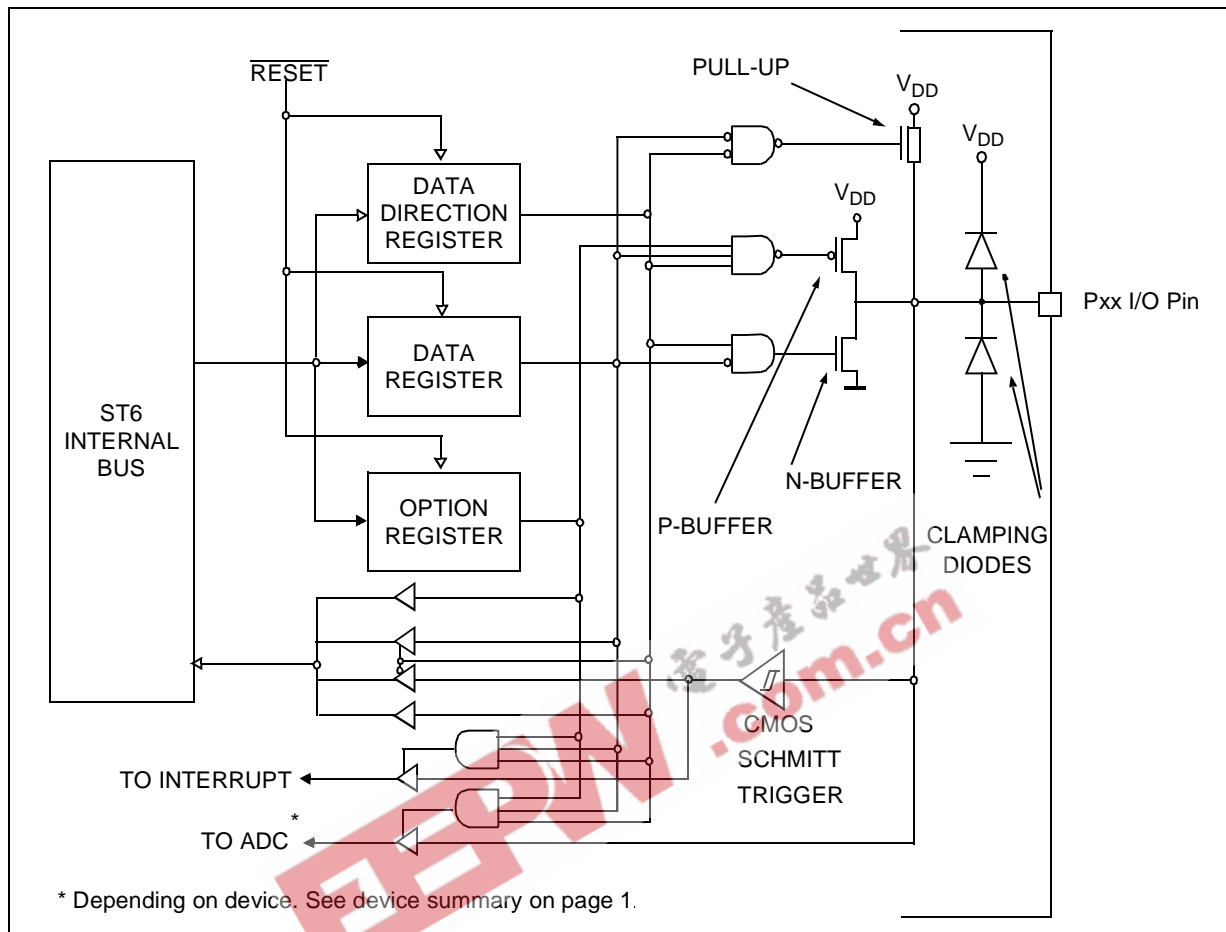 RESET
PULL-UP
VDD
VDD
VDD
DATA
DIRECTION
REGISTER
DATA
REGISTER
Pxx I/O Pin
ST6
INTERNAL
BUS
OPTION
REGISTER
N-BUFFER
P-BUFFER
CLAMPING
DIODES
電子產品世界
.com.cn
EEPW
CMOS
SCHMITT
TRIGGER
TO INTERRUPT
TO ADC*
* Depending on device. See device summary on page 1.